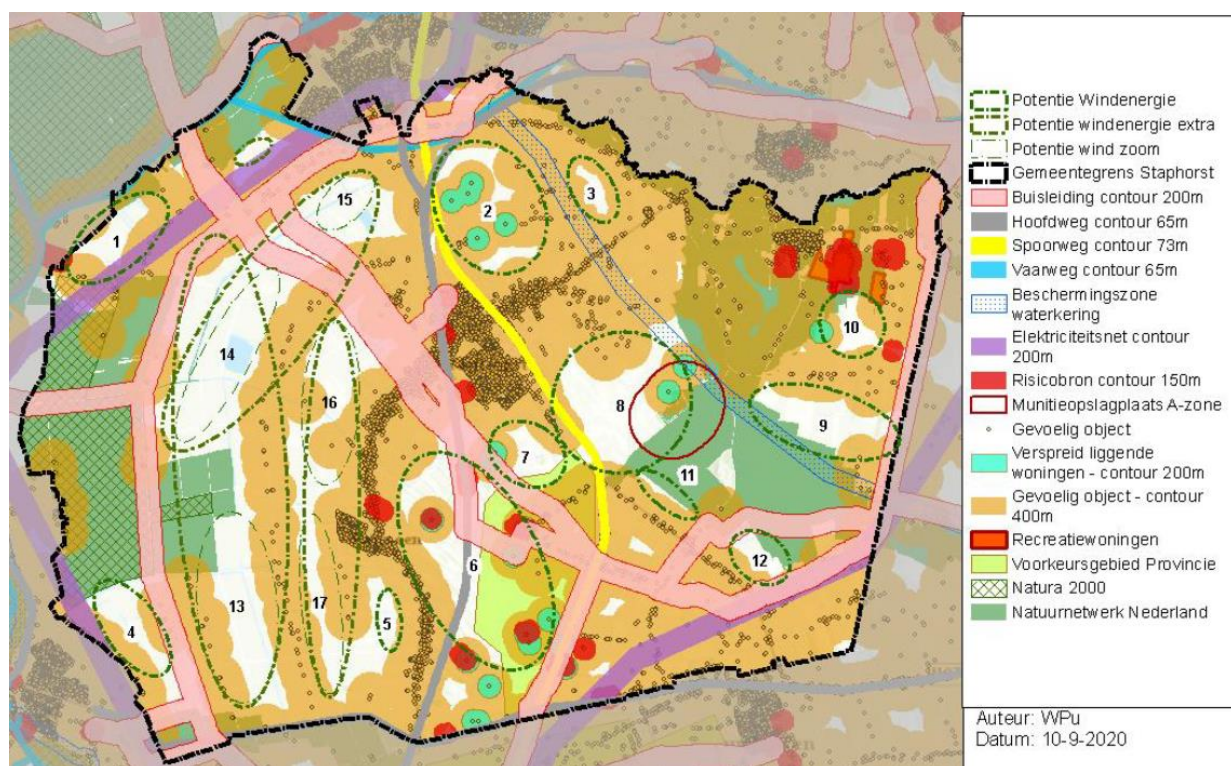 1
2
3
4
5
6
7
8
9
10
11
12
13
14
15
16
17
Potentie Windenergie
Potentie windenergie extra
Potentie wind zoom
Gemeentegrens Staphorst
Buisleiding contour 200m
Hoofdweg contour 65m
Spoorweg contour 73m
Vaarweg contour 65m
Beschermingszone
waterkering
Elektriciteitsnet contour
200m
Risicobron contour 150m
Munitieopslagplaats A-zone
Gevoelig object
Verspreid liggende
woningen - contour 200m
Gevoelig object - contour
400m
Recreatiewoningen
Voorkeursgebied Provincie
Natura 2000
Natuurnetwerk Nederland
Auteur: WPu
Datum: 10-9-2020